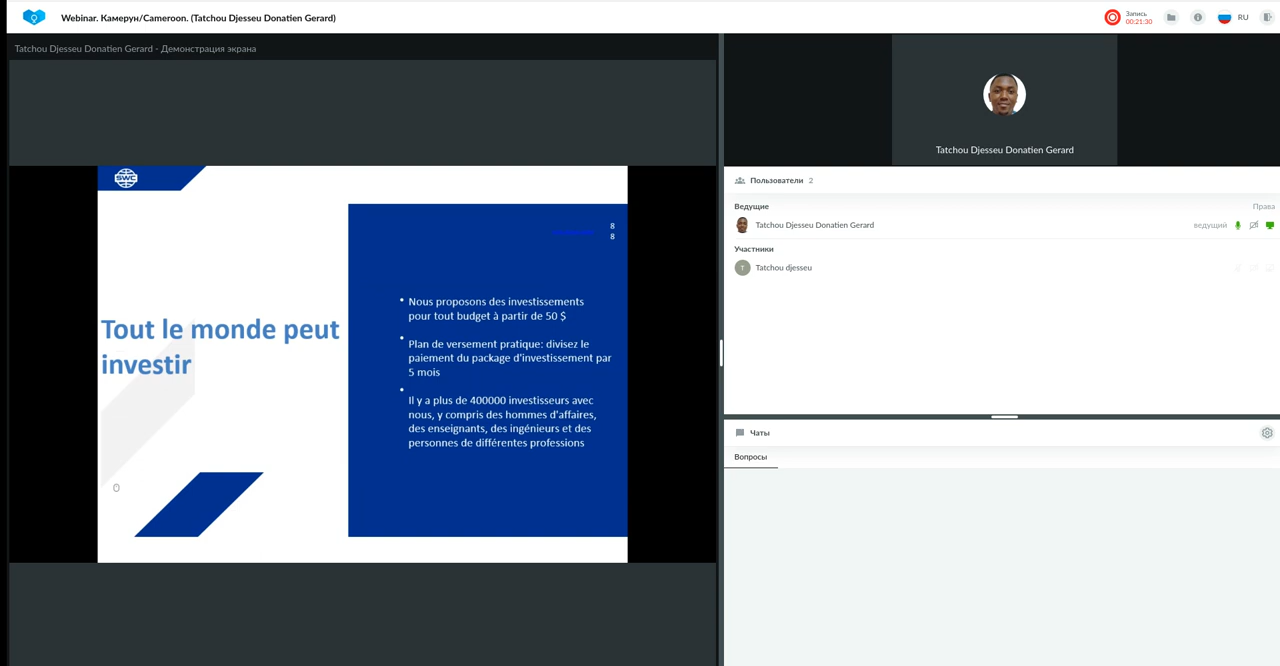 Webinar. Камерун/Cameroon. (Tatchou Djesseu Donatien Gerard)
Запись
00:21:30
RU
Tatchou Djesseu Donatien Gerard - Демонстрация экрана
SWC
8
8
Tout le monde peut
investir
• Nous proposons des investissements
pour tout budget à partir de 50 $
• Plan de versement pratique: divisez le
paiement du package d'investissement par
5 mois
•
Il y a plus de 400000 investisseurs avec
nous, y compris des hommes d'affaires,
des enseignants, des ingénieurs et des
personnes de différentes professions
Tatchou Djesseu Donatien Gerard
Пользователи 2
Ведущие Права
Tatchou Djesseu Donatien Gerard ведущий
Участники
T Tatchou djesseu
Чаты
Вопросы